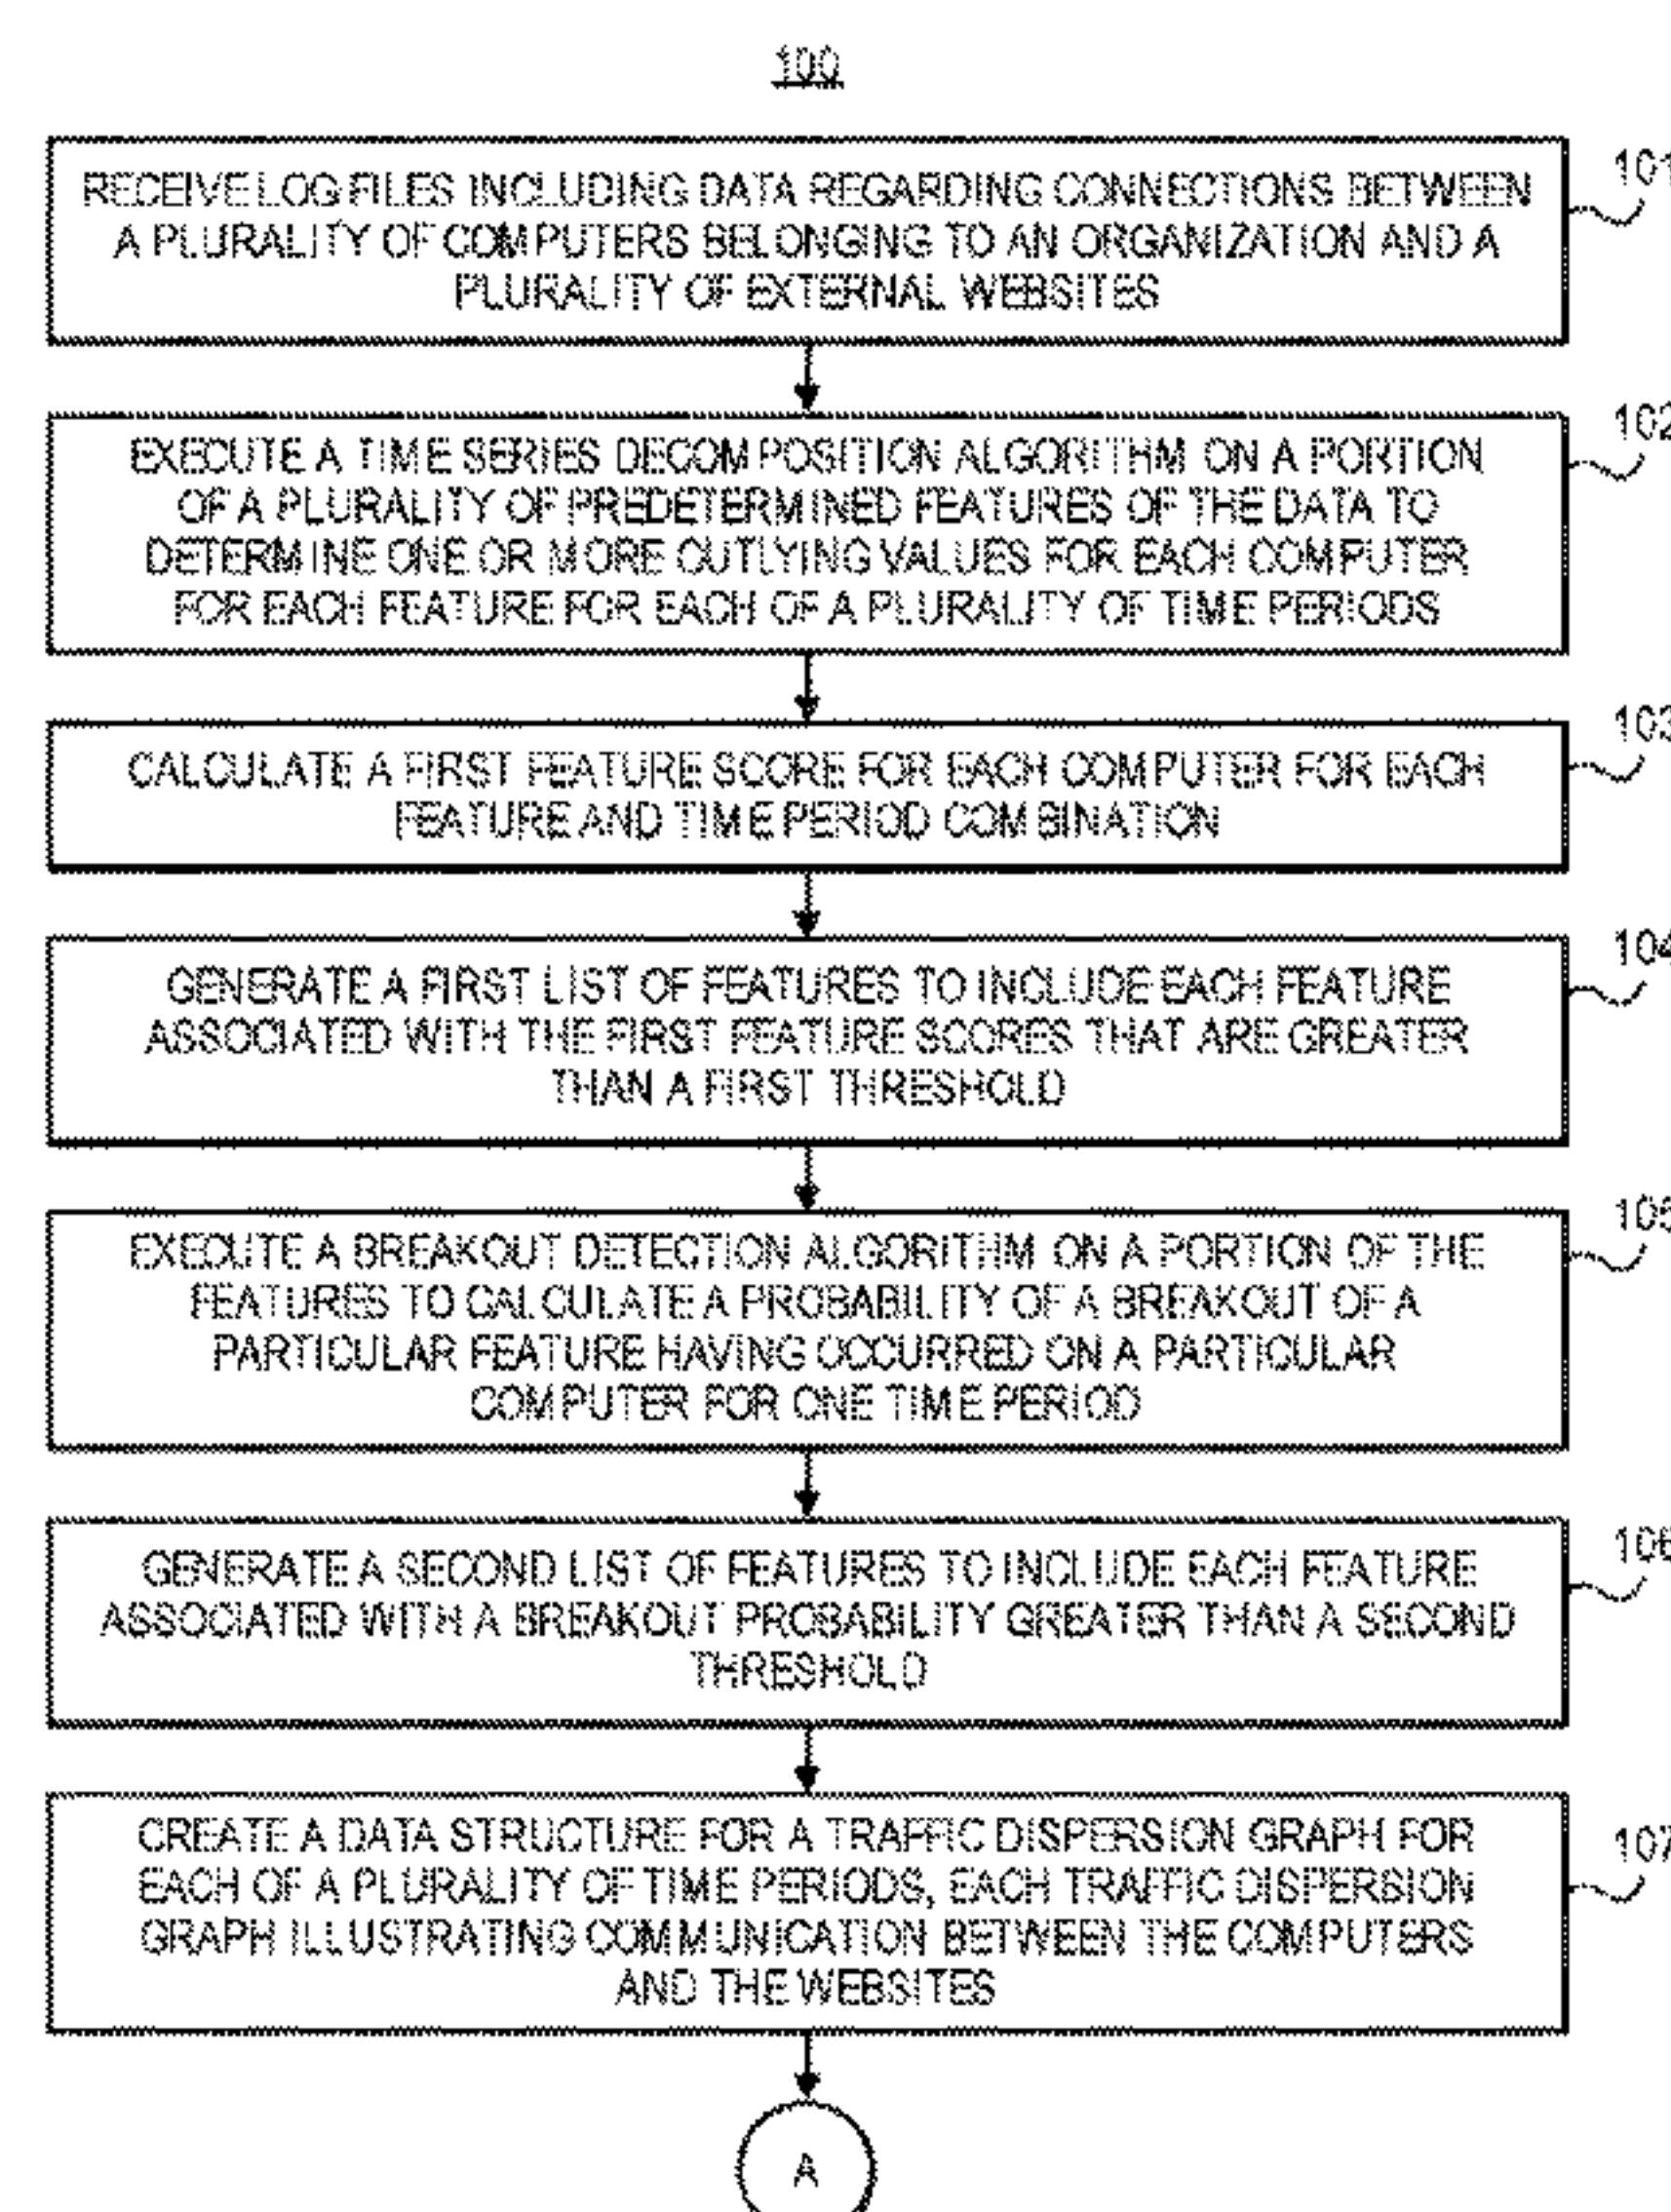 100
RECEIVE LOG FILES INCLUDING DATA REGARDING CONNECTIONS BETWEEN
A PLURALITY OF COMPUTERS BELONGING TO AN ORGANIZATION AND A
PLURALITY OF EXTERNAL WEBSITES
101
EXECUTE A TIME SERIES DECOMPOSITION ALGORITHM ON A PORTION
OF A PLURALITY OF PREDETERMINED FEATURES OF THE DATA TO
DETERMINE ONE OR MORE OUTLYING VALUES FOR EACH COMPUTER
FOR EACH FEATURE FOR EACH OF A PLURALITY OF TIME PERIODS
102
CALCULATE A FIRST FEATURE SCORE FOR EACH COMPUTER FOR EACH
FEATURE AND TIME PERIOD COMBINATION
103
GENERATE A FIRST LIST OF FEATURES TO INCLUDE EACH FEATURE
ASSOCIATED WITH THE FIRST FEATURE SCORES THAT ARE GREATER
THAN A FIRST THRESHOLD
104
EXECUTE A BREAKOUT DETECTION ALGORITHM ON A PORTION OF THE
FEATURES TO CALCULATE A PROBABILITY OF A BREAKOUT OF A
PARTICULAR FEATURE HAVING OCCURRED ON A PARTICULAR
COMPUTER FOR ONE TIME PERIOD
105
GENERATE A SECOND LIST OF FEATURES TO INCLUDE EACH FEATURE
ASSOCIATED WITH A BREAKOUT PROBABILITY GREATER THAN A SECOND
THRESHOLD
106
CREATE A DATA STRUCTURE FOR A TRAFFIC DISPERSION GRAPH FOR
EACH OF A PLURALITY OF TIME PERIODS, EACH TRAFFIC DISPERSION
GRAPH ILLUSTRATING COMMUNICATION BETWEEN THE COMPUTERS
AND THE WEBSITES
107
A